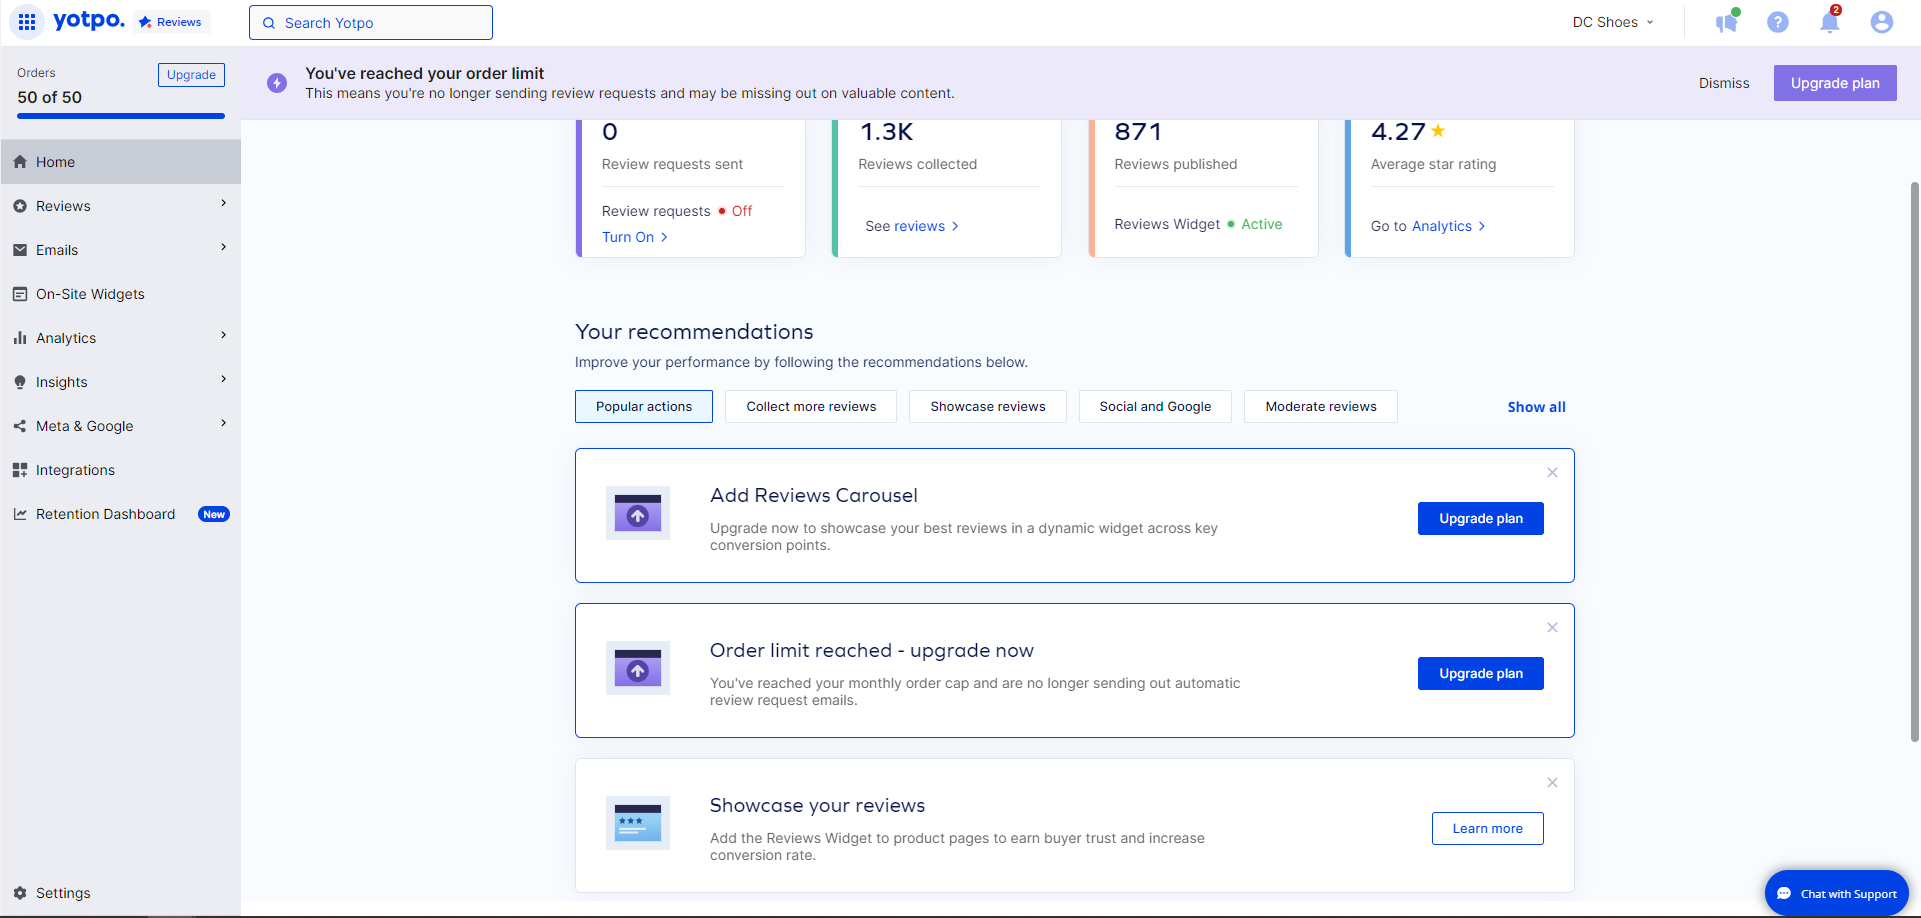 yotpo.
Reviews
Search Yotpo
DC Shoes
2
Orders
Upgrade
50 of 50
You've reached your order limit
This means you're no longer sending review requests and may be missing out on valuable content.
Dismiss
Upgrade plan
Home
Reviews
Emails
On-Site Widgets
Analytics
Insights
Meta & Google
Integrations
Retention Dashboard
New
Settings
0
Review requests sent
Review requests
Off
Turn On
1.3K
Reviews collected
See reviews
871
Reviews published
Reviews Widget
Active
4.27
Average star rating
Go to Analytics
Your recommendations
Improve your performance by following the recommendations below.
Popular actions
Collect more reviews
Showcase reviews
Social and Google
Moderate reviews
Show all
Add Reviews Carousel
Upgrade now to showcase your best reviews in a dynamic widget across key
conversion points.
Upgrade plan
Order limit reached - upgrade now
You've reached your monthly order cap and are no longer sending out automatic
review request emails.
Upgrade plan
Showcase your reviews
Add the Reviews Widget to product pages to earn buyer trust and increase
conversion rate.
Learn more
Chat with Support